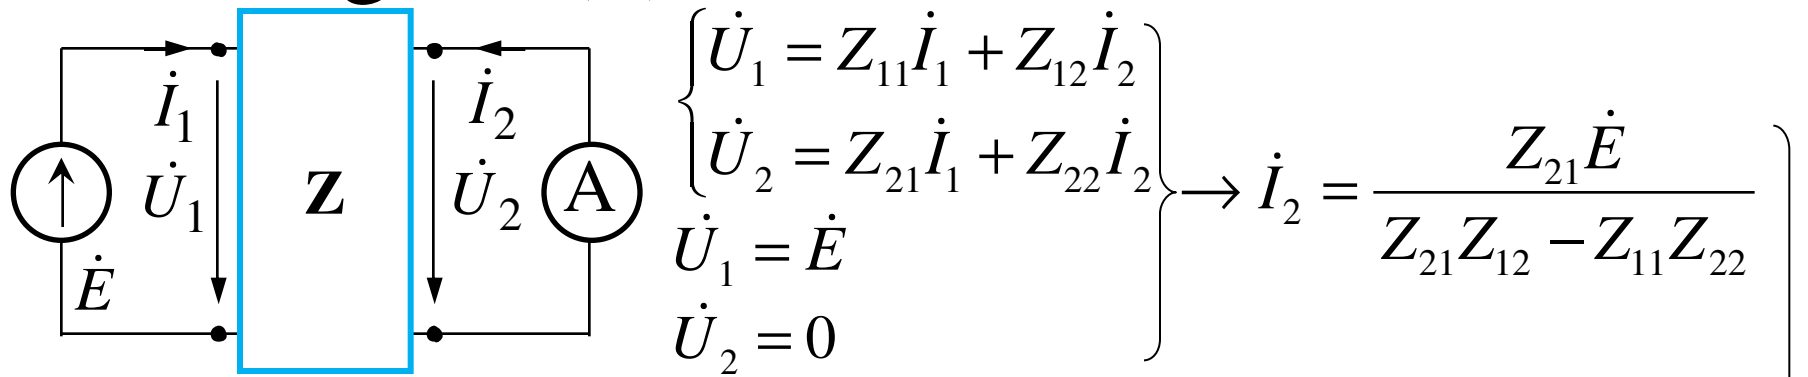 İ₁
U̇₁
Ė
Z
İ₂
U̇₂
A
U̇₁ = Z₁₁İ₁ + Z₁₂İ₂
U̇₂ = Z₂₁İ₁ + Z₂₂İ₂
U̇₁ = Ė
U̇₂ = 0
→ İ₂ = Z₂₁Ė / (Z₂₁Z₁₂ − Z₁₁Z₂₂)